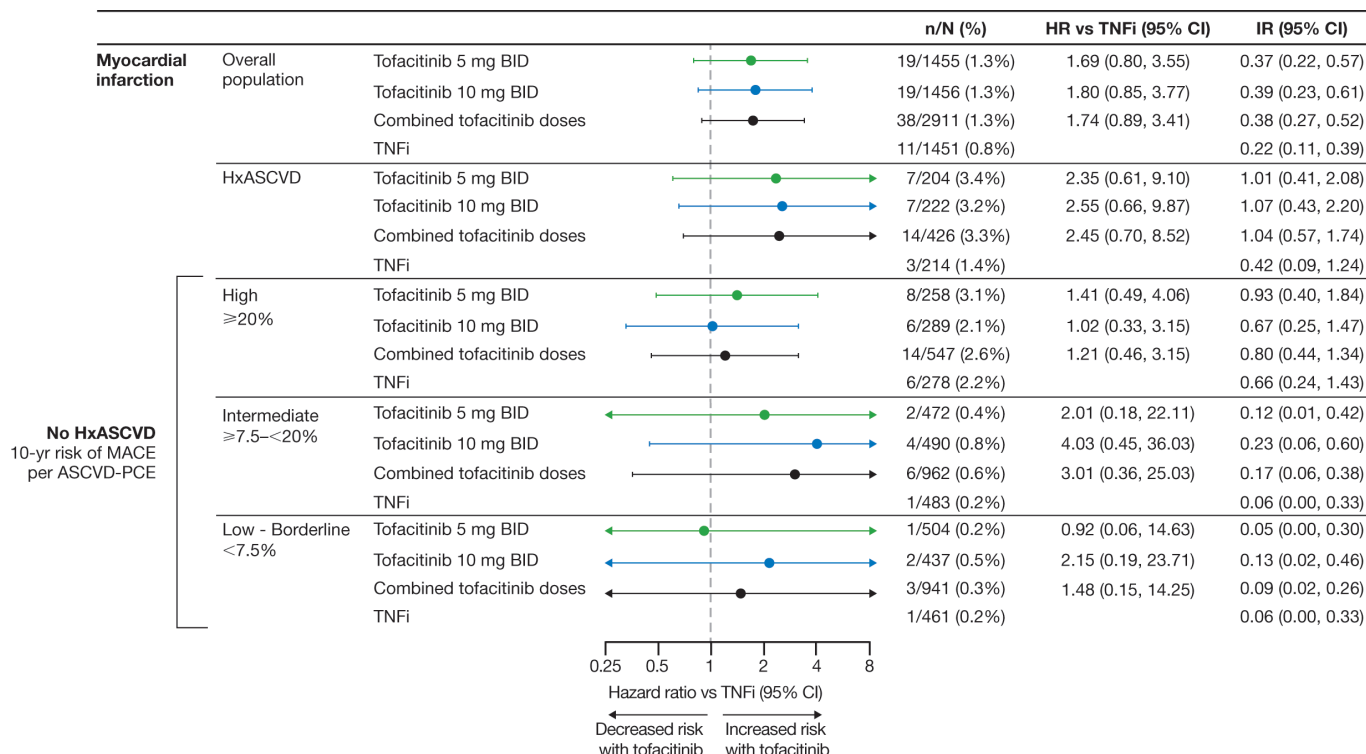 n/N (%) HR vs TNFi (95% CI) IR (95% CI)
Myocardial infarction Overall population Tofacitinib 5 mg BID 19/1455 (1.3%) 1.69 (0.80, 3.55) 0.37 (0.22, 0.57)
Tofacitinib 10 mg BID 19/1456 (1.3%) 1.80 (0.85, 3.77) 0.39 (0.23, 0.61)
Combined tofacitinib doses 38/2911 (1.3%) 1.74 (0.89, 3.41) 0.38 (0.27, 0.52)
TNFi 11/1451 (0.8%) 0.22 (0.11, 0.39)
HxASCVD Tofacitinib 5 mg BID 7/204 (3.4%) 2.35 (0.61, 9.10) 1.01 (0.41, 2.08)
Tofacitinib 10 mg BID 7/222 (3.2%) 2.55 (0.66, 9.87) 1.07 (0.43, 2.20)
Combined tofacitinib doses 14/426 (3.3%) 2.45 (0.70, 8.52) 1.04 (0.57, 1.74)
TNFi 3/214 (1.4%) 0.42 (0.09, 1.24)
No HxASCVD
10-yr risk of MACE
per ASCVD-PCE
High ⩾20% Tofacitinib 5 mg BID 8/258 (3.1%) 1.41 (0.49, 4.06) 0.93 (0.40, 1.84)
Tofacitinib 10 mg BID 6/289 (2.1%) 1.02 (0.33, 3.15) 0.67 (0.25, 1.47)
Combined tofacitinib doses 14/547 (2.6%) 1.21 (0.46, 3.15) 0.80 (0.44, 1.34)
TNFi 6/278 (2.2%) 0.66 (0.24, 1.43)
Intermediate ⩾7.5–<20% Tofacitinib 5 mg BID 2/472 (0.4%) 2.01 (0.18, 22.11) 0.12 (0.01, 0.42)
Tofacitinib 10 mg BID 4/490 (0.8%) 4.03 (0.45, 36.03) 0.23 (0.06, 0.60)
Combined tofacitinib doses 6/962 (0.6%) 3.01 (0.36, 25.03) 0.17 (0.06, 0.38)
TNFi 1/483 (0.2%) 0.06 (0.00, 0.33)
Low - Borderline <7.5% Tofacitinib 5 mg BID 1/504 (0.2%) 0.92 (0.06, 14.63) 0.05 (0.00, 0.30)
Tofacitinib 10 mg BID 2/437 (0.5%) 2.15 (0.19, 23.71) 0.13 (0.02, 0.46)
Combined tofacitinib doses 3/941 (0.3%) 1.48 (0.15, 14.25) 0.09 (0.02, 0.26)
TNFi 1/461 (0.2%) 0.06 (0.00, 0.33)
0.25 0.5 1 2 4 8
Hazard ratio vs TNFi (95% CI)
Decreased risk with tofacitinib
Increased risk with tofacitinib